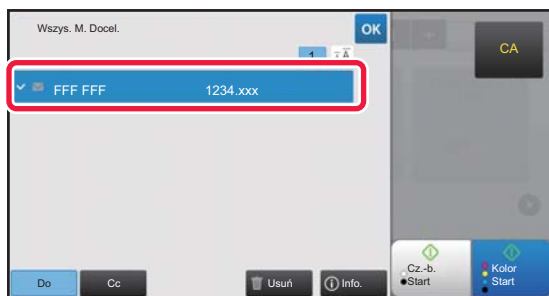 Wszys. M. Docel.
OK
1
CA
FFF FFF 1234.xxx
Do
Cc
Usuń
Info.
Cz.-b.
Start
Kolor
Start